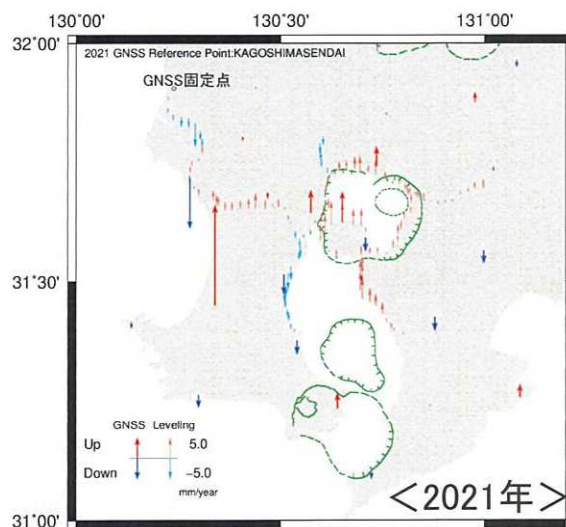 130°00' 130°30' 131°00'
32°00'
2021 GNSS Reference Point:KAGOSHIMASENDAI
GNSS固定点
31°30'
GNSS Leveling
Up 5.0
Down -5.0
mm/year
31°00'
<2021年>